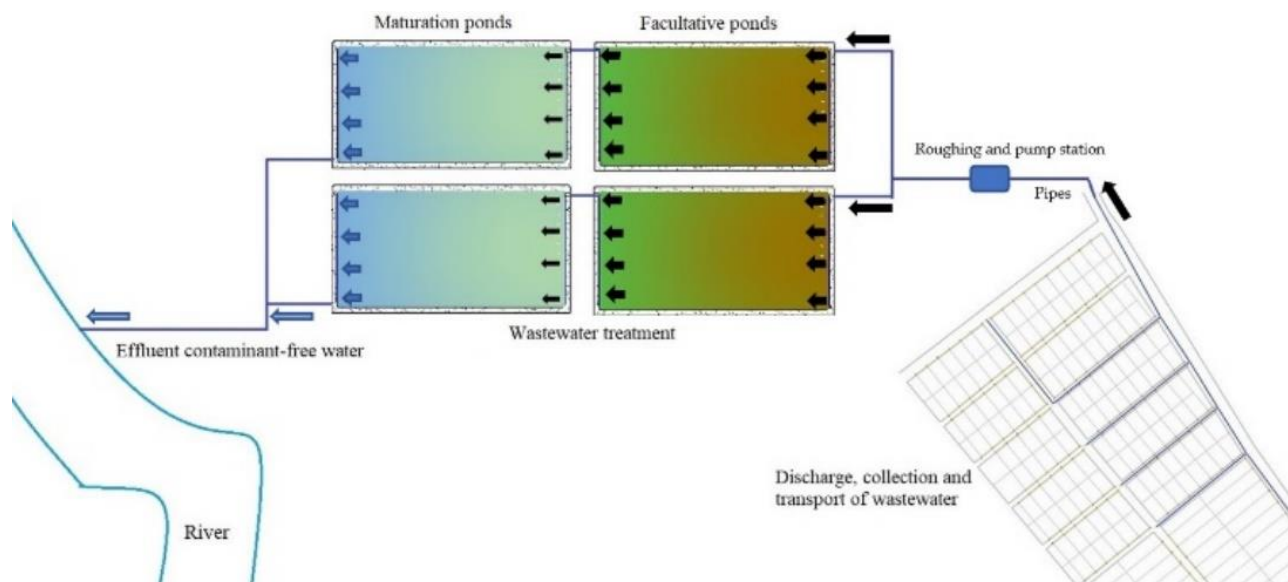 Maturation ponds
Facultative ponds
Roughing and pump station
Pipes
Wastewater treatment
Effluent contaminant-free water
Discharge, collection and
transport of wastewater
River